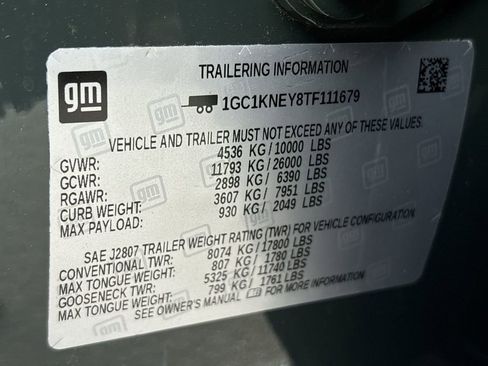 gm
TRAILERING INFORMATION
1GC1KNEY8TF111679
VEHICLE AND TRAILER MUST NOT EXCEED ANY OF THESE VALUES.
GVWR: 4536 KG/10000 LBS
GCWR: 11793 KG/26000 LBS
RGAWR: 2898 KG/ 6390 LBS
CURB WEIGHT: 3607 KG/ 7951 LBS
MAX PAYLOAD: 930 KG/ 2049 LBS
SAE J2807 TRAILER WEIGHT RATING (TWR) FOR VEHICLE CONFIGURATION.
CONVENTIONAL TWR: 8074 KG/17800 LBS
MAX TONGUE WEIGHT: 807 KG/ 1780 LBS
GOOSENECK TWR: 5325 KG/11740 LBS
MAX TONGUE WEIGHT: 799 KG/ 1761 LBS
SEE OWNER'S MANUAL FOR MORE INFORMATION